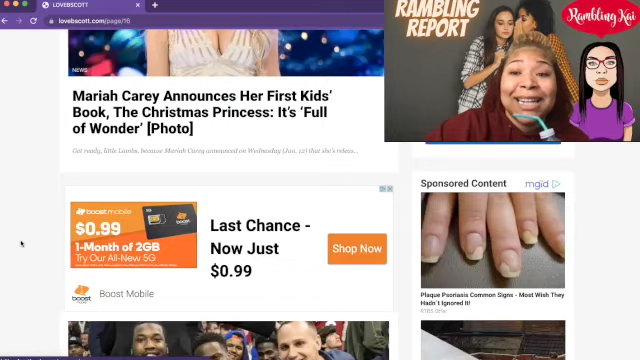 LOVEBSCOTT
lovebscott.com/page/16
RAMBLING
REPORT
Rambling Kai
NEWS
Mariah Carey Announces Her First Kids'
Book, The Christmas Princess: It's 'Full
of Wonder' [Photo]
Get ready, little Lambs, because Mariah Carey announced on Wednesday (Jan. 12) that she's releas...
boost mobile
$0.99
1-Month of 2GB
Try Our All-New 5G
Last Chance -
Now Just
$0.99
Shop Now
boost
Boost Mobile
Sponsored Content
mgid
Plaque Psoriasis Common Signs - Most Wish They
Hadn't Ignored It!